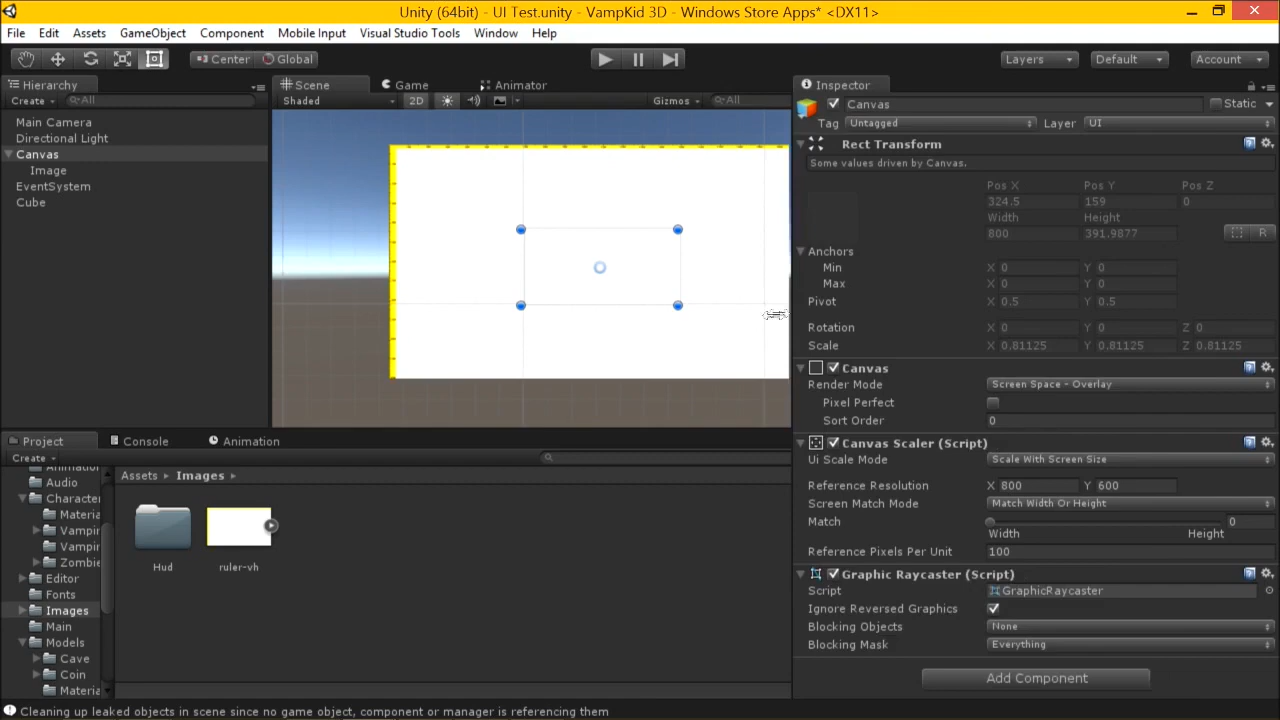 Unity (64bit) - UI Test.unity - VampKid 3D - Windows Store Apps* <DX11>
File Edit Assets GameObject Component Mobile Input Visual Studio Tools Window Help
Center Global Layers Default Account
Hierarchy
Create All
Main Camera
Directional Light
Canvas
Image
EventSystem
Cube
Scene Game Animator
Shaded 2D Gizmos All
Inspector
Canvas Static
Tag Untagged Layer UI
Rect Transform
Some values driven by Canvas.
Pos X Pos Y Pos Z
324.5 159 0
Width Height
800 391.9877 R
Anchors
Min X 0 Y 0
Max X 0 Y 0
Pivot X 0.5 Y 0.5
Rotation X 0 Y 0 Z 0
Scale X 0.81125 Y 0.81125 Z 0.81125
Canvas
Render Mode Screen Space - Overlay
Pixel Perfect
Sort Order 0
Canvas Scaler (Script)
Ui Scale Mode Scale With Screen Size
Reference Resolution X 800 Y 600
Screen Match Mode Match Width Or Height
Match 0
Width Height
Reference Pixels Per Unit 100
Graphic Raycaster (Script)
Script GraphicRaycaster
Ignore Reversed Graphics
Blocking Objects None
Blocking Mask Everything
Add Component
Project Console Animation
Create
Animation
Audio
Character
Materia
Vampir
Vampir
Zombie
Editor
Fonts
Images
Main
Models
Cave
Coin
Materia
Assets Images
Hud ruler-vh
Cleaning up leaked objects in scene since no game object, component or manager is referencing them